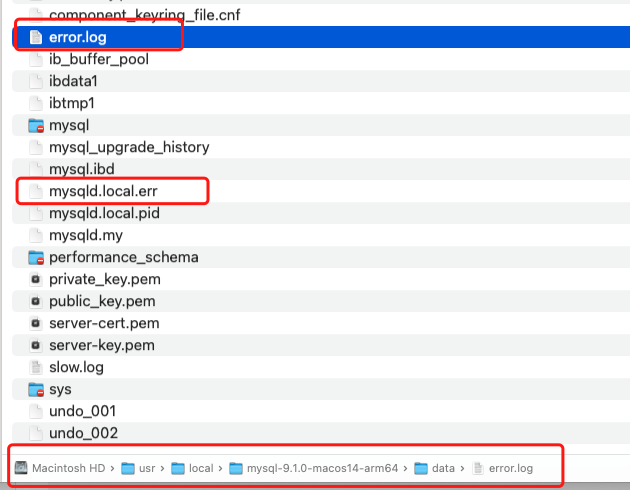 component_keyring_file.cnf
error.log
ib_buffer_pool
ibdata1
ibtmp1
mysql
mysql_upgrade_history
mysql.ibd
mysqld.local.err
mysqld.local.pid
mysqld.my
performance_schema
private_key.pem
public_key.pem
server-cert.pem
server-key.pem
slow.log
sys
undo_001
undo_002
Macintosh HD › usr › local › mysql-9.1.0-macos14-arm64 › data › error.log